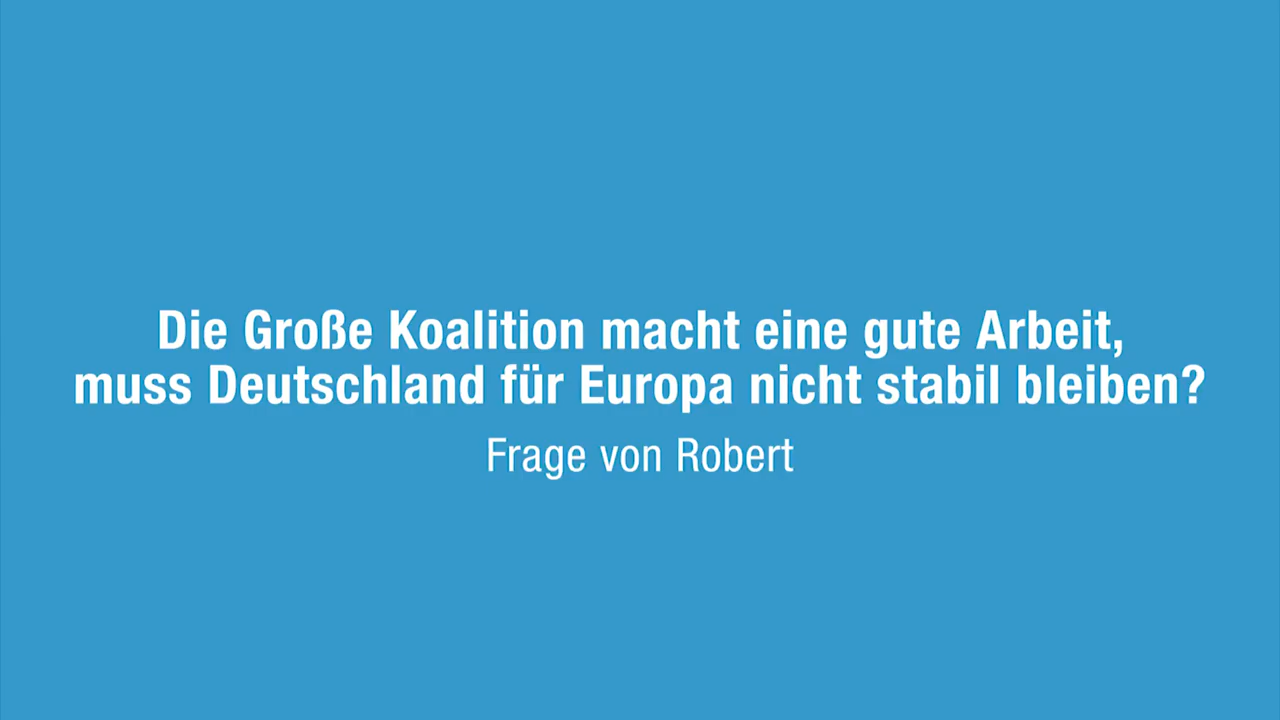 Die Große Koalition macht eine gute Arbeit,
muss Deutschland für Europa nicht stabil bleiben?
Frage von Robert